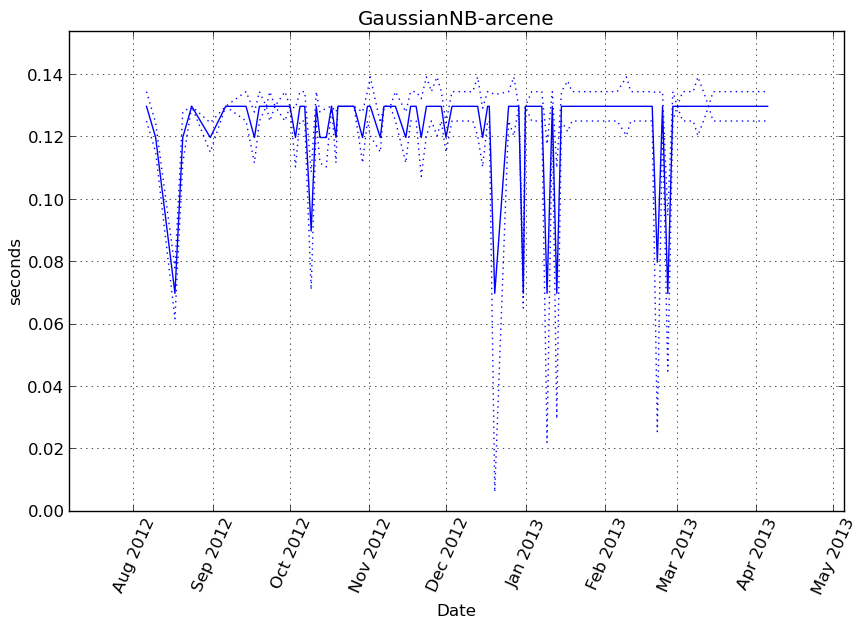 GaussianNB-arcene
0.14
0.12
0.10
0.08
0.06
0.04
0.02
0.00
seconds
Aug 2012
Sep 2012
Oct 2012
Nov 2012
Dec 2012
Jan 2013
Feb 2013
Mar 2013
Apr 2013
May 2013
Date